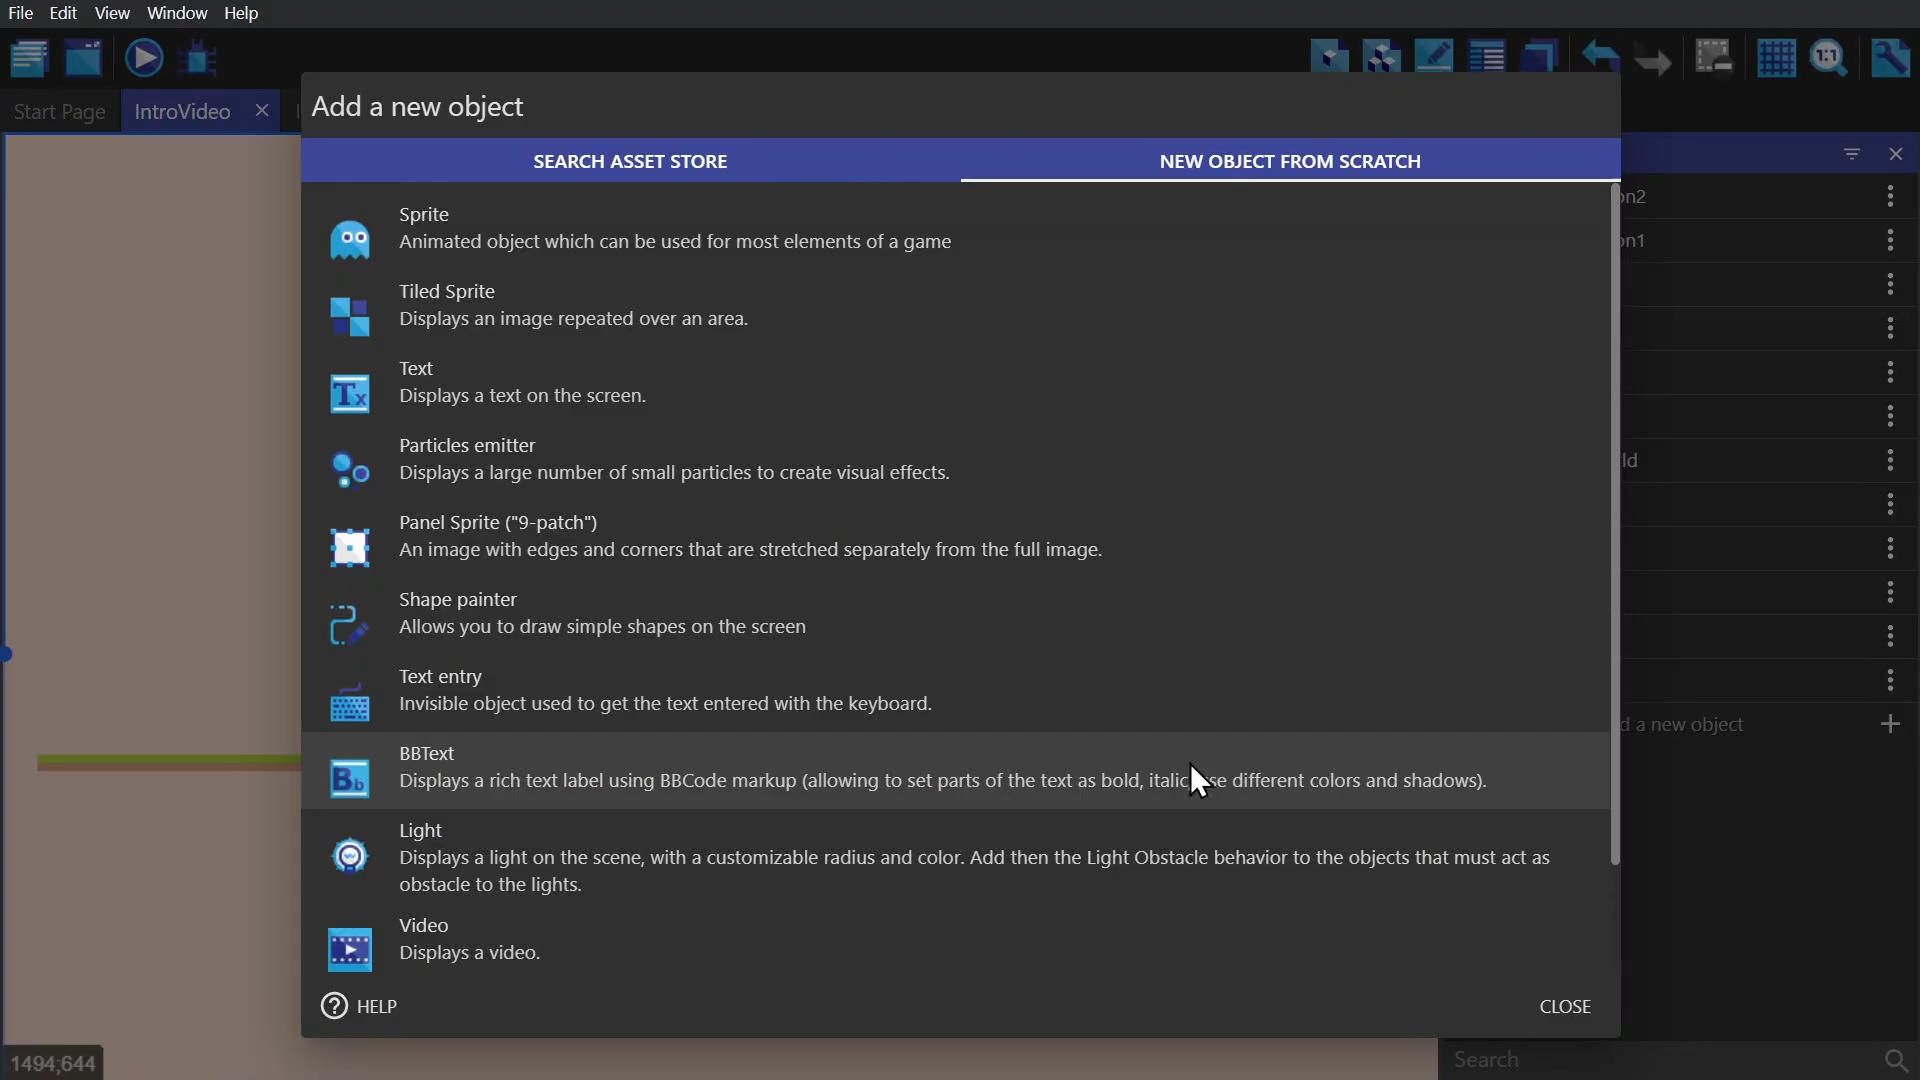 File Edit View Window Help
Start Page IntroVideo
Add a new object
SEARCH ASSET STORE NEW OBJECT FROM SCRATCH
Sprite
Animated object which can be used for most elements of a game
Tiled Sprite
Displays an image repeated over an area.
Text
Displays a text on the screen.
Particles emitter
Displays a large number of small particles to create visual effects.
Panel Sprite ("9-patch")
An image with edges and corners that are stretched separately from the full image.
Shape painter
Allows you to draw simple shapes on the screen
Text entry
Invisible object used to get the text entered with the keyboard.
BBText
Displays a rich text label using BBCode markup (allowing to set parts of the text as bold, italic, different colors and shadows).
Light
Displays a light on the scene, with a customizable radius and color. Add then the Light Obstacle behavior to the objects that must act as
obstacle to the lights.
Video
Displays a video.
HELP CLOSE
1:1
on2
on1
ld
d a new object
1494;644
Search